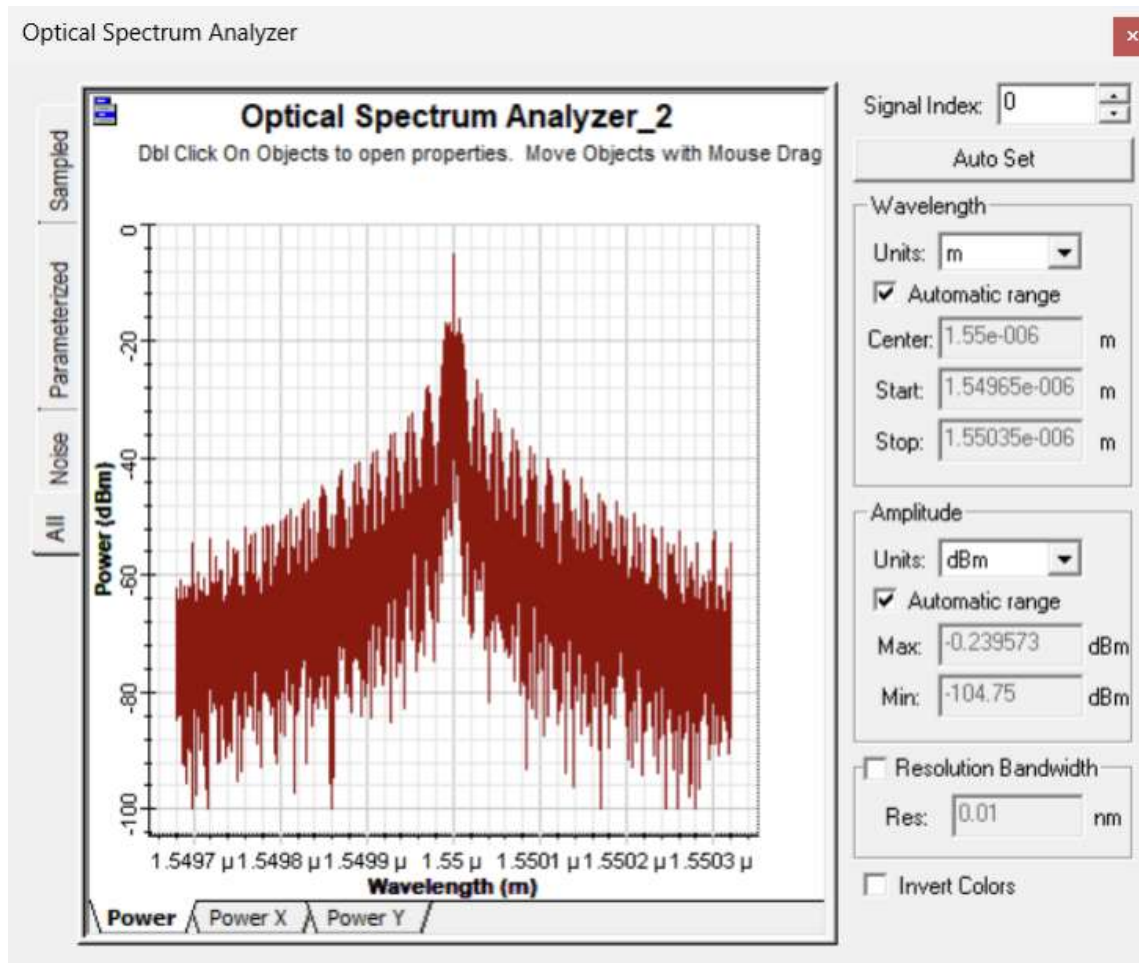 Optical Spectrum Analyzer
Optical Spectrum Analyzer_2
Dbl Click On Objects to open properties.  Move Objects with Mouse Drag
Sampled
Parameterized
Noise
All
Power (dBm)
0
-20
-40
-60
-80
-100
1.5497 µ 1.5498 µ 1.5499 µ 1.55 µ 1.5501 µ 1.5502 µ 1.5503 µ
Wavelength (m)
Power Power X Power Y
Signal Index: 0
Auto Set
Wavelength
Units: m
Automatic range
Center: 1.55e-006 m
Start: 1.54965e-006 m
Stop: 1.55035e-006 m
Amplitude
Units: dBm
Automatic range
Max: -0.239573 dBm
Min: -104.75 dBm
Resolution Bandwidth
Res: 0.01 nm
Invert Colors